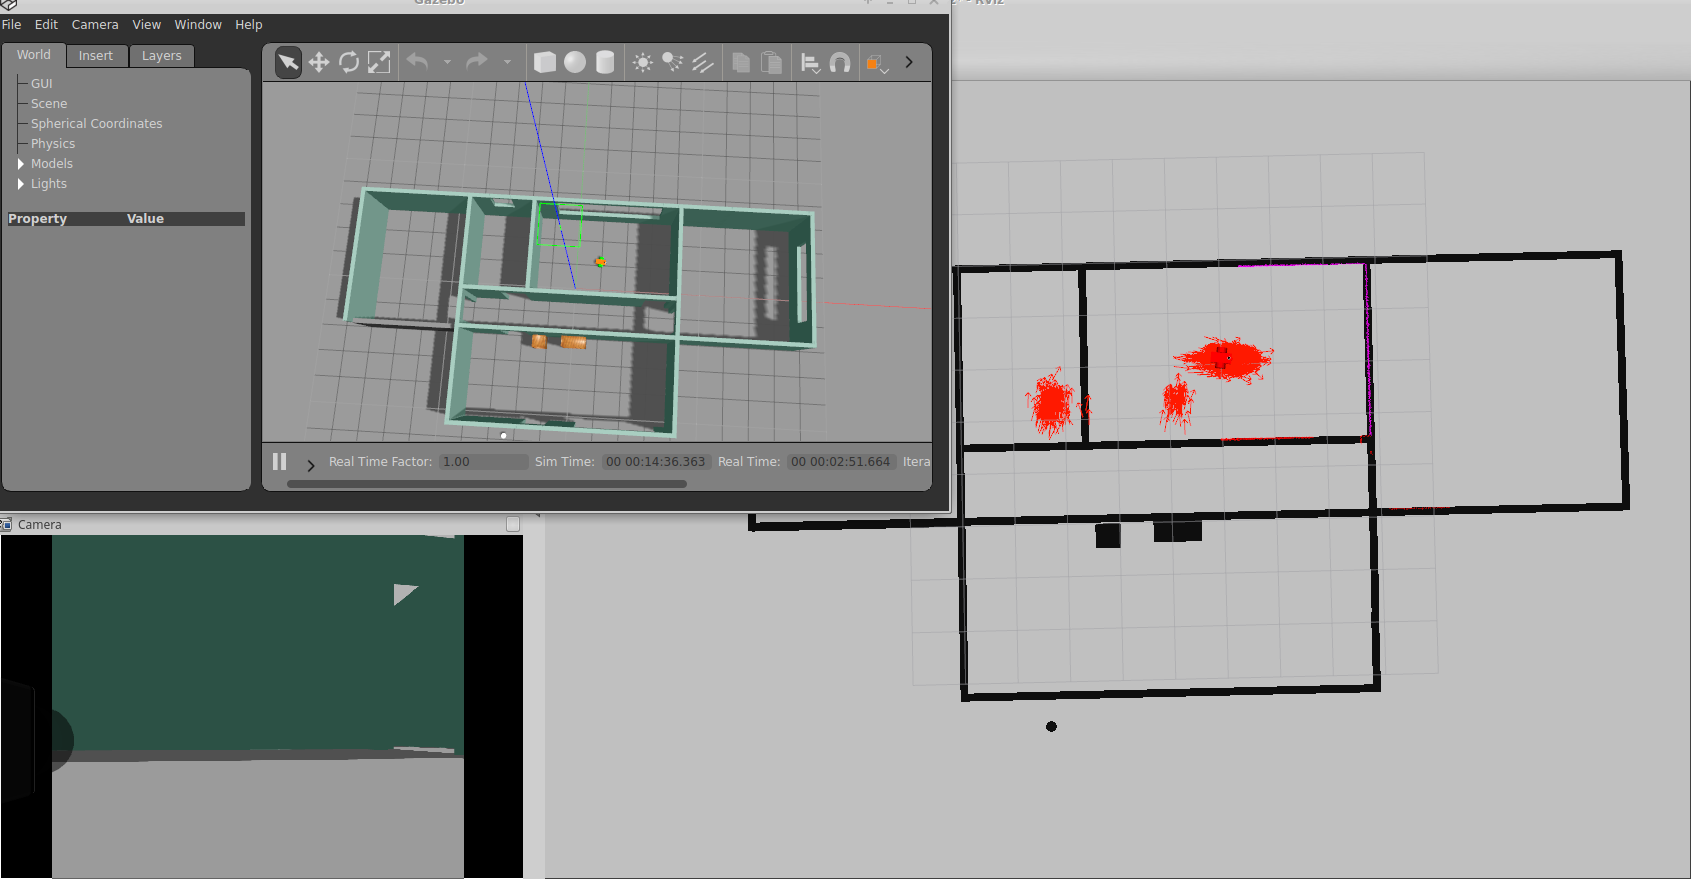 Gazebo
- RViz
File Edit Camera View Window Help
World Insert Layers
GUI
Scene
Spherical Coordinates
Physics
Models
Lights
Property Value
Real Time Factor: 1.00 Sim Time: 00 00:14:36.363 Real Time: 00 00:02:51.664 Itera
Camera